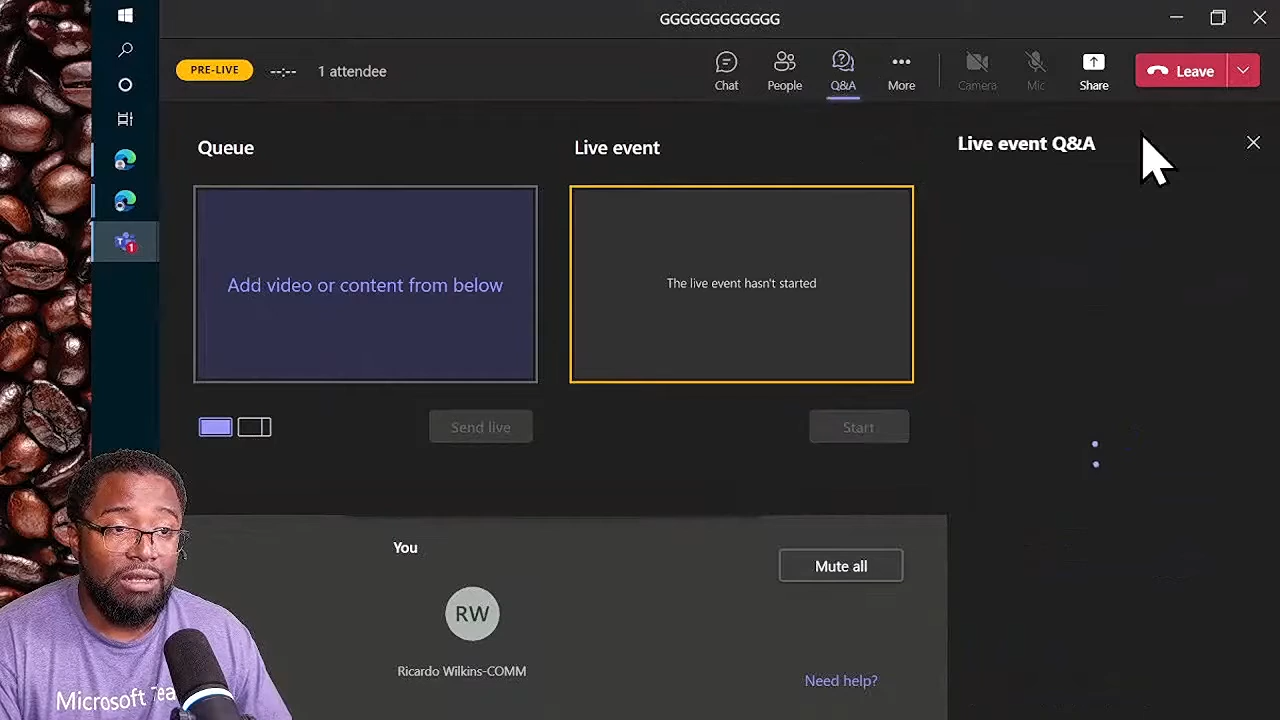 GGGGGGGGGGGG
PRE-LIVE
--:--
1 attendee
Chat
People
Q&A
More
Camera
Mic
Share
Leave
Queue
Live event
Live event Q&A
Add video or content from below
The live event hasn't started
Send live
Start
You
Mute all
RW
Ricardo Wilkins-COMM
Need help?
T
1
Microsoft Tea